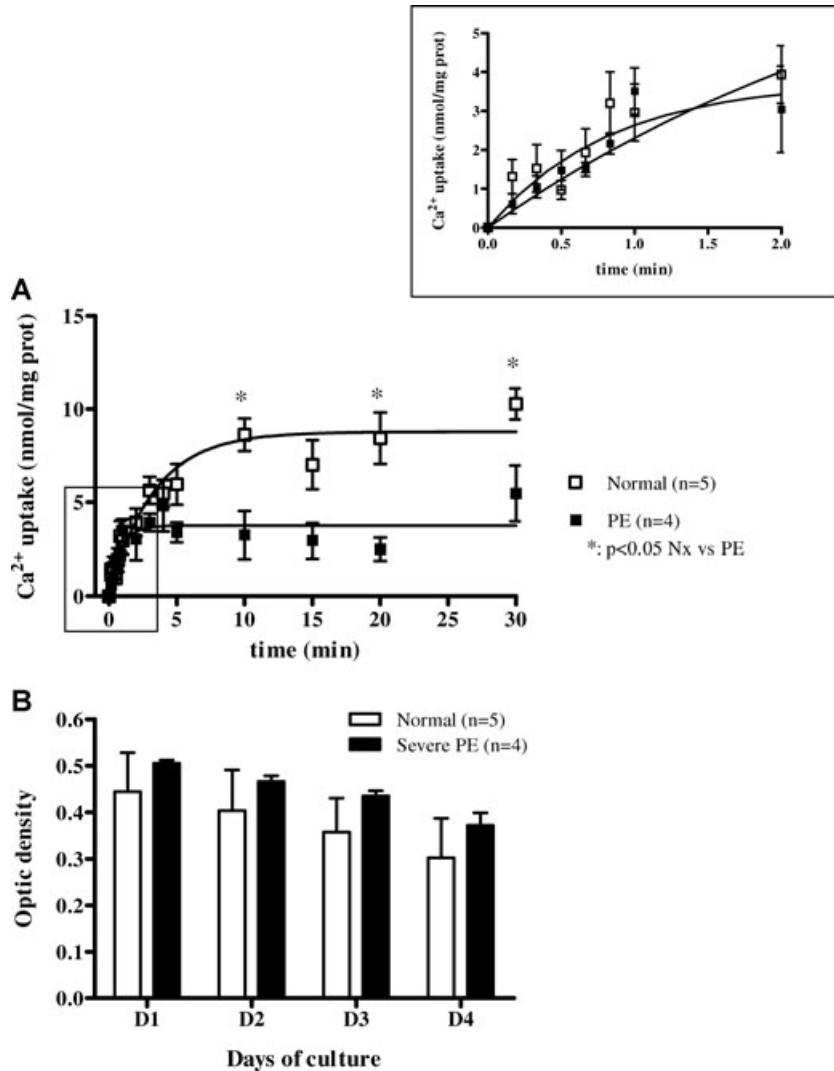 5
4
3
2
1
0
Ca2+ uptake (nmol/mg prot)
0.0 0.5 1.0 1.5 2.0
time (min)
A
15
10
5
0
Ca2+ uptake (nmol/mg prot)
* * *
0 5 10 15 20 25 30
time (min)
Normal (n=5)
PE (n=4)
*: p<0.05 Nx vs PE
B
0.6
0.5
0.4
0.3
0.2
0.1
0.0
Optic density
Normal (n=5)
Severe PE (n=4)
D1 D2 D3 D4
Days of culture